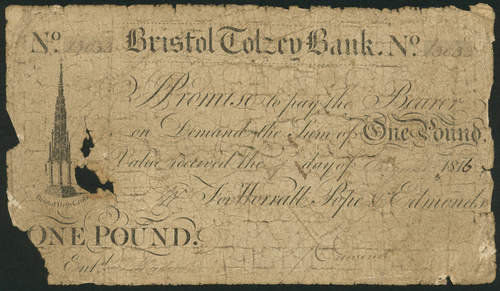 No. 13033 Bristol Tolzey Bank. No. 13033
I Promise to pay the Bearer
on Demand the Sum of One Pound.
Value received the day of 1816
For Worrall Pope & Edmonds
ONE POUND.
Entd.